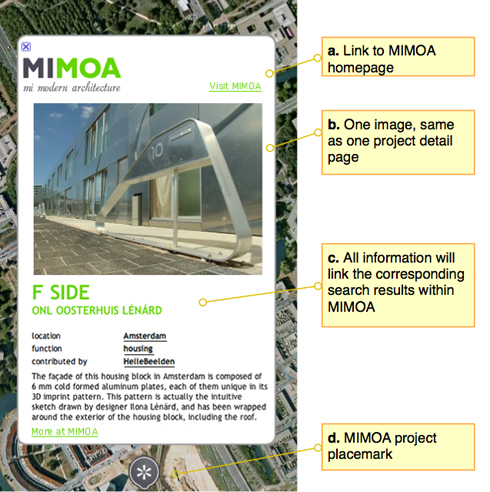 MIMOA
mi modern architecture
Visit MIMOA
F SIDE
ONL OOSTERHUIS LÉNÁRD
location Amsterdam
function housing
contributed by HelleBeelden
The façade of this housing block in Amsterdam is composed of
6 mm cold formed aluminum plates, each of them unique in its
3D imprint pattern. This pattern is actually the intuitive
sketch drawn by designer Ilona Lénárd, and has been wrapped
around the exterior of the housing block, including the roof.
More at MIMOA
a. Link to MIMOA
homepage
b. One image, same
as one project detail
page
c. All information will
link the corresponding
search results within
MIMOA
d. MIMOA project
placemark